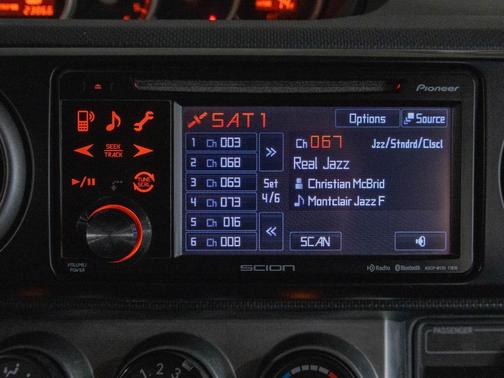 Pioneer
SAT 1
Options
Source
1 Ch 003
2 Ch 068
3 Ch 069
4 Ch 073
5 Ch 016
6 Ch 008
Set
4/6
Ch 067
Jzz/Stndrd/Clscl
Real Jazz
Christian McBrid
Montclair Jazz F
SCAN
SEEK
TRACK
TUNE
VOLUME/
POWER
SCION
HD Radio
Bluetooth
PASSENGER